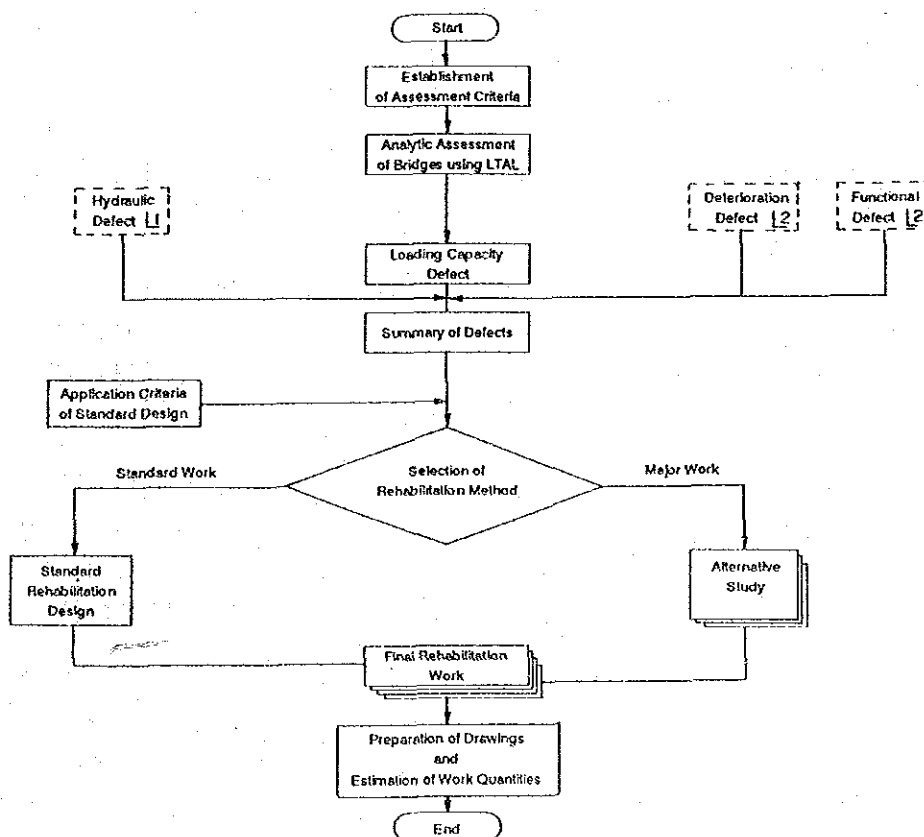 Start
Establishment
of Assessment Criteria
Analytic Assessment
of Bridges using LTAL
Hydraulic
Defect 1
Deterioration
Defect 2
Functional
Defect 2
Loading Capacity
Defect
Summary of Defects
Application Criteria
of Standard Design
Standard Work
Selection of
Rehabilitation Method
Major Work
Standard
Rehabilitation
Design
Alternative
Study
Final Rehabilitation
Work
Preparation of Drawings
and
Estimation of Work Quantities
End